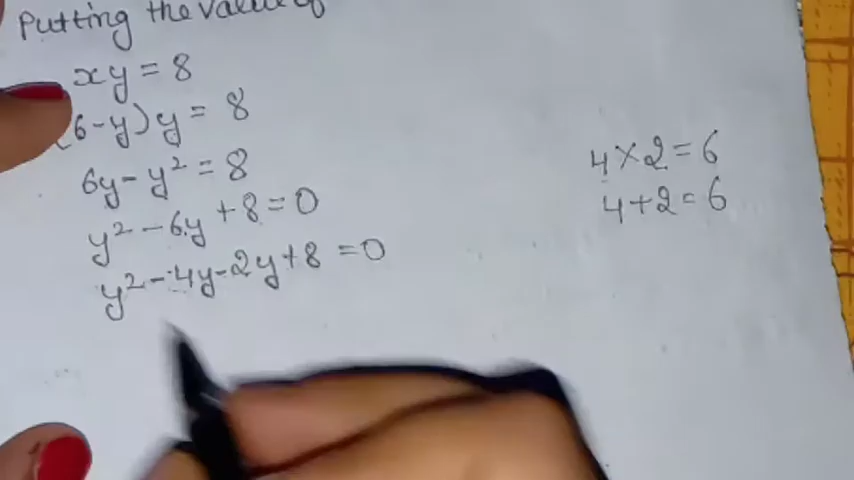 Putting the value of
xy = 8
(6-y)y = 8
6y - y² = 8
y² - 6y + 8 = 0
y² - 4y - 2y + 8 = 0
4 × 2 = 6
4 + 2 = 6